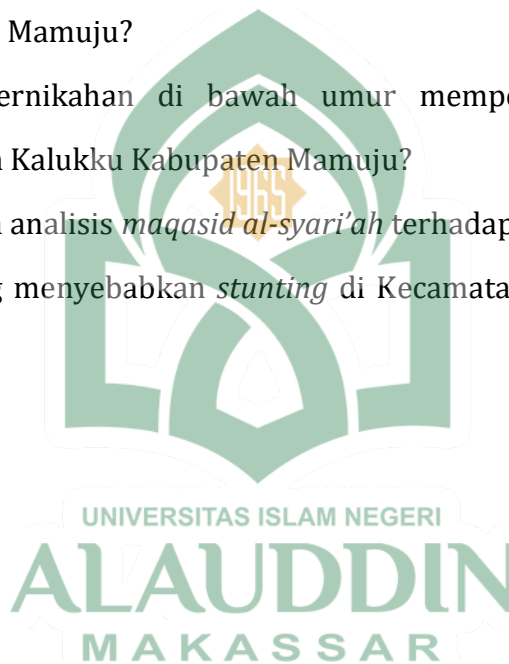 Mamuju?
ernikahan di bawah umur mempe
Kalukku Kabupaten Mamuju?
1965
analisis maqasid al-syari’ah terhadap
menyebabkan stunting di Kecamata
UNIVERSITAS ISLAM NEGERI
ALAUDDIN
MAKASSAR